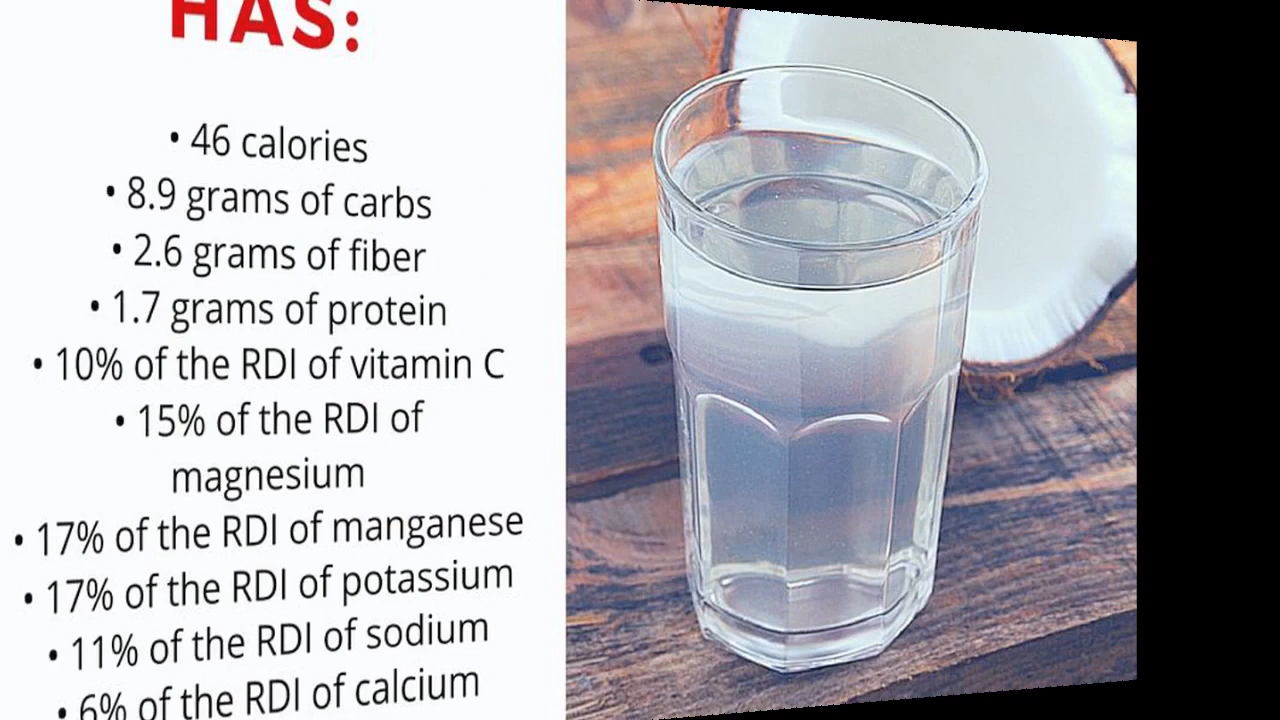 HAS:
• 46 calories
• 8.9 grams of carbs
• 2.6 grams of fiber
• 1.7 grams of protein
• 10% of the RDI of vitamin C
• 15% of the RDI of
magnesium
• 17% of the RDI of manganese
• 17% of the RDI of potassium
• 11% of the RDI of sodium
• 6% of the RDI of calcium